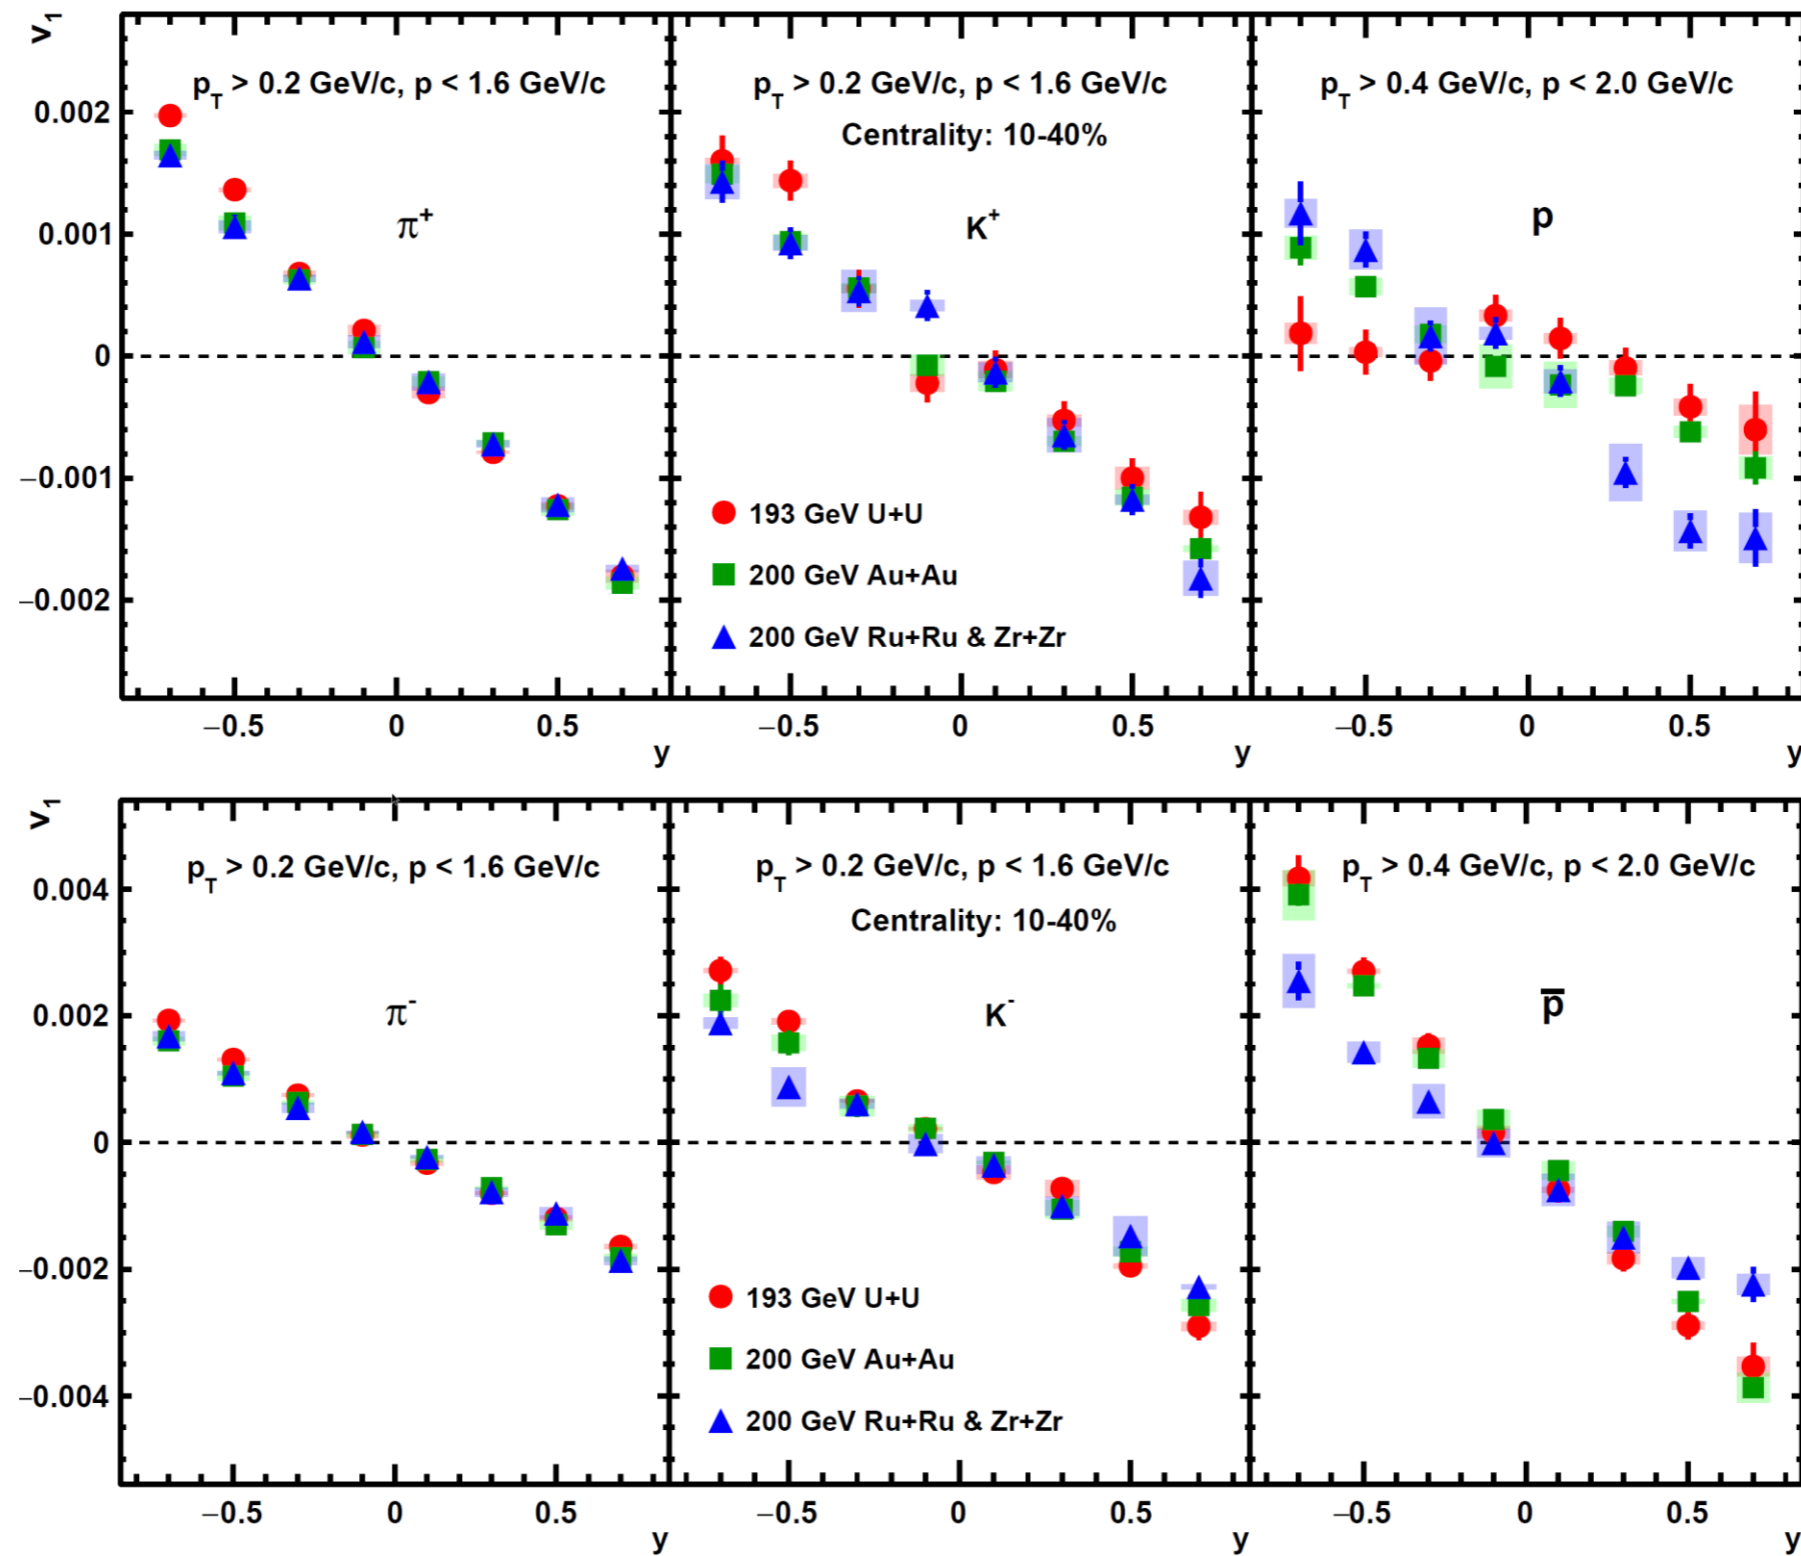 v₁
p_T > 0.2 GeV/c, p < 1.6 GeV/c
p_T > 0.2 GeV/c, p < 1.6 GeV/c
p_T > 0.4 GeV/c, p < 2.0 GeV/c
Centrality: 10-40%
π⁺
K⁺
p
0.002
0.001
0
−0.001
−0.002
193 GeV U+U
200 GeV Au+Au
200 GeV Ru+Ru & Zr+Zr
−0.5 0 0.5
−0.5 0 0.5
−0.5 0 0.5
y
y
y
v₁
p_T > 0.2 GeV/c, p < 1.6 GeV/c
p_T > 0.2 GeV/c, p < 1.6 GeV/c
p_T > 0.4 GeV/c, p < 2.0 GeV/c
Centrality: 10-40%
π⁻
K⁻
p̅
0.004
0.002
0
−0.002
−0.004
193 GeV U+U
200 GeV Au+Au
200 GeV Ru+Ru & Zr+Zr
−0.5 0 0.5
−0.5 0 0.5
−0.5 0 0.5
y
y
y